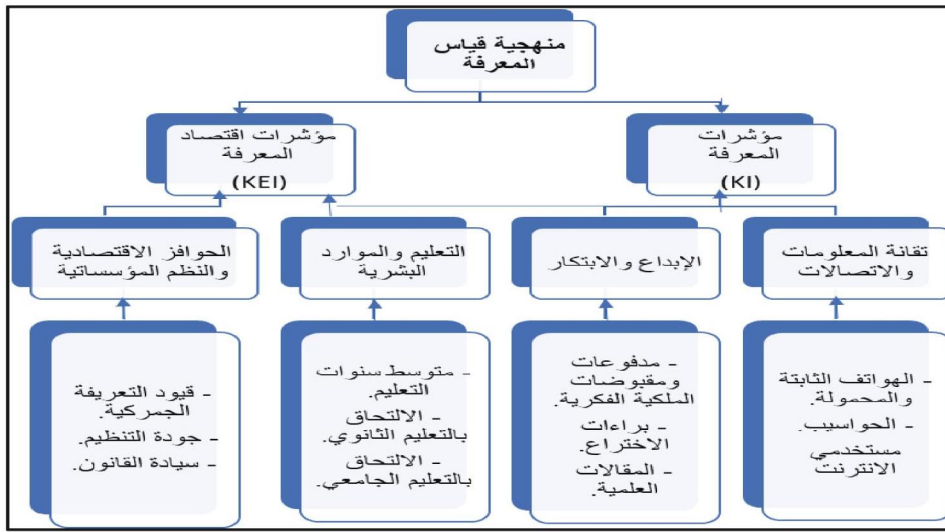 منهجية قياس
المعرفة
مؤشرات
المعرفة
(KI)
مؤشرات اقتصاد
المعرفة
(KEI)
تقانة المعلومات
والاتصالات
الإبداع والابتكار
التعليم والموارد
البشرية
الحوافز الاقتصادية
والنظم المؤسساتية
- الهواتف الثابتة
والمحمولة.
- الحواسيب.
مستخدمي
الانترنت
- مدفوعات
ومقبوضات
الملكية الفكرية.
- براءات
الاختراع.
- المقالات
العلمية.
- متوسط سنوات
التعليم.
- الالتحاق
بالتعليم الثانوي.
- الالتحاق
بالتعليم الجامعي.
- قيود التعريفة
الجمركية.
- جودة التنظيم.
- سيادة القانون.